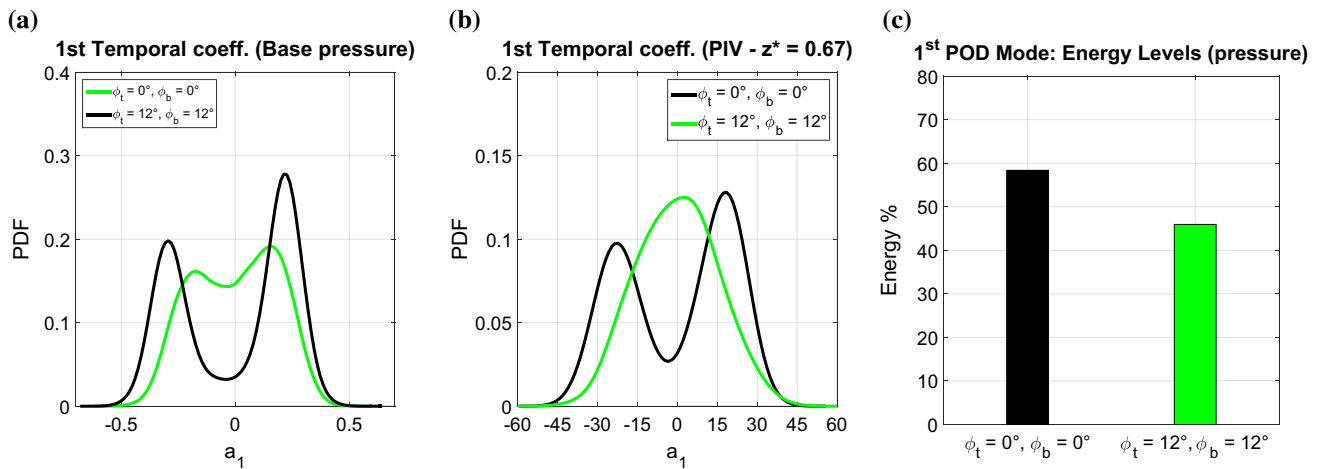 (a)
1st Temporal coeff. (Base pressure)
0.4
0.3
0.2
0.1
0
PDF
ϕt = 0°, ϕb = 0°
ϕt = 12°, ϕb = 12°
-0.5
0
0.5
a1
(b)
1st Temporal coeff. (PIV - z* = 0.67)
0.2
0.15
0.1
0.05
0
PDF
ϕt = 0°, ϕb = 0°
ϕt = 12°, ϕb = 12°
-60 -45 -30 -15 0 15 30 45 60
a1
(c)
1st POD Mode: Energy Levels (pressure)
80
70
60
50
40
30
20
10
0
Energy %
ϕt = 0°, ϕb = 0°
ϕt = 12°, ϕb = 12°